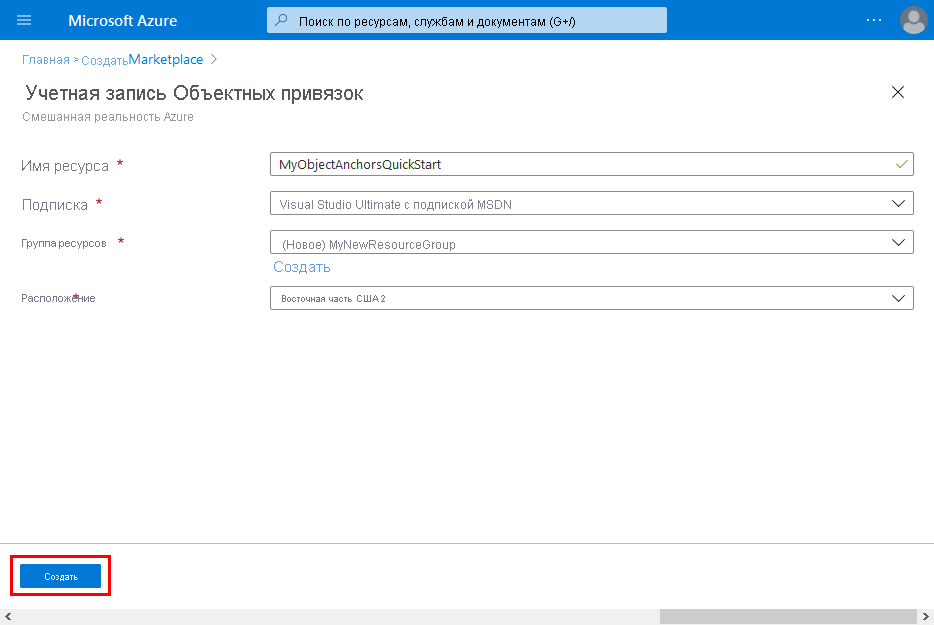 Microsoft Azure
Поиск по ресурсам, службам и документам (G+/)
Главная > Создать Marketplace >
Учетная запись Объектных привязок
Смешанная реальность Azure
Имя ресурса * MyObjectAnchorsQuickStart
Подписка * Visual Studio Ultimate с подпиской MSDN
Группа ресурсов * (Новое) MyNewResourceGroup
Создать
Расположение * Восточная часть США 2
Создать